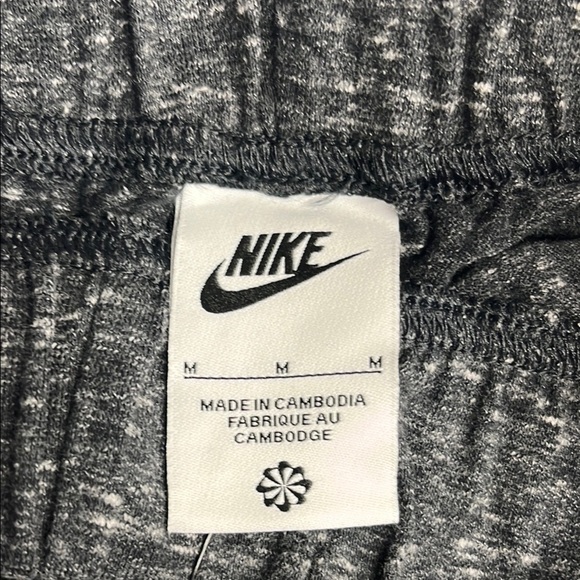 NIKE
M M M
MADE IN CAMBODIA
FABRIQUE AU
CAMBODGE